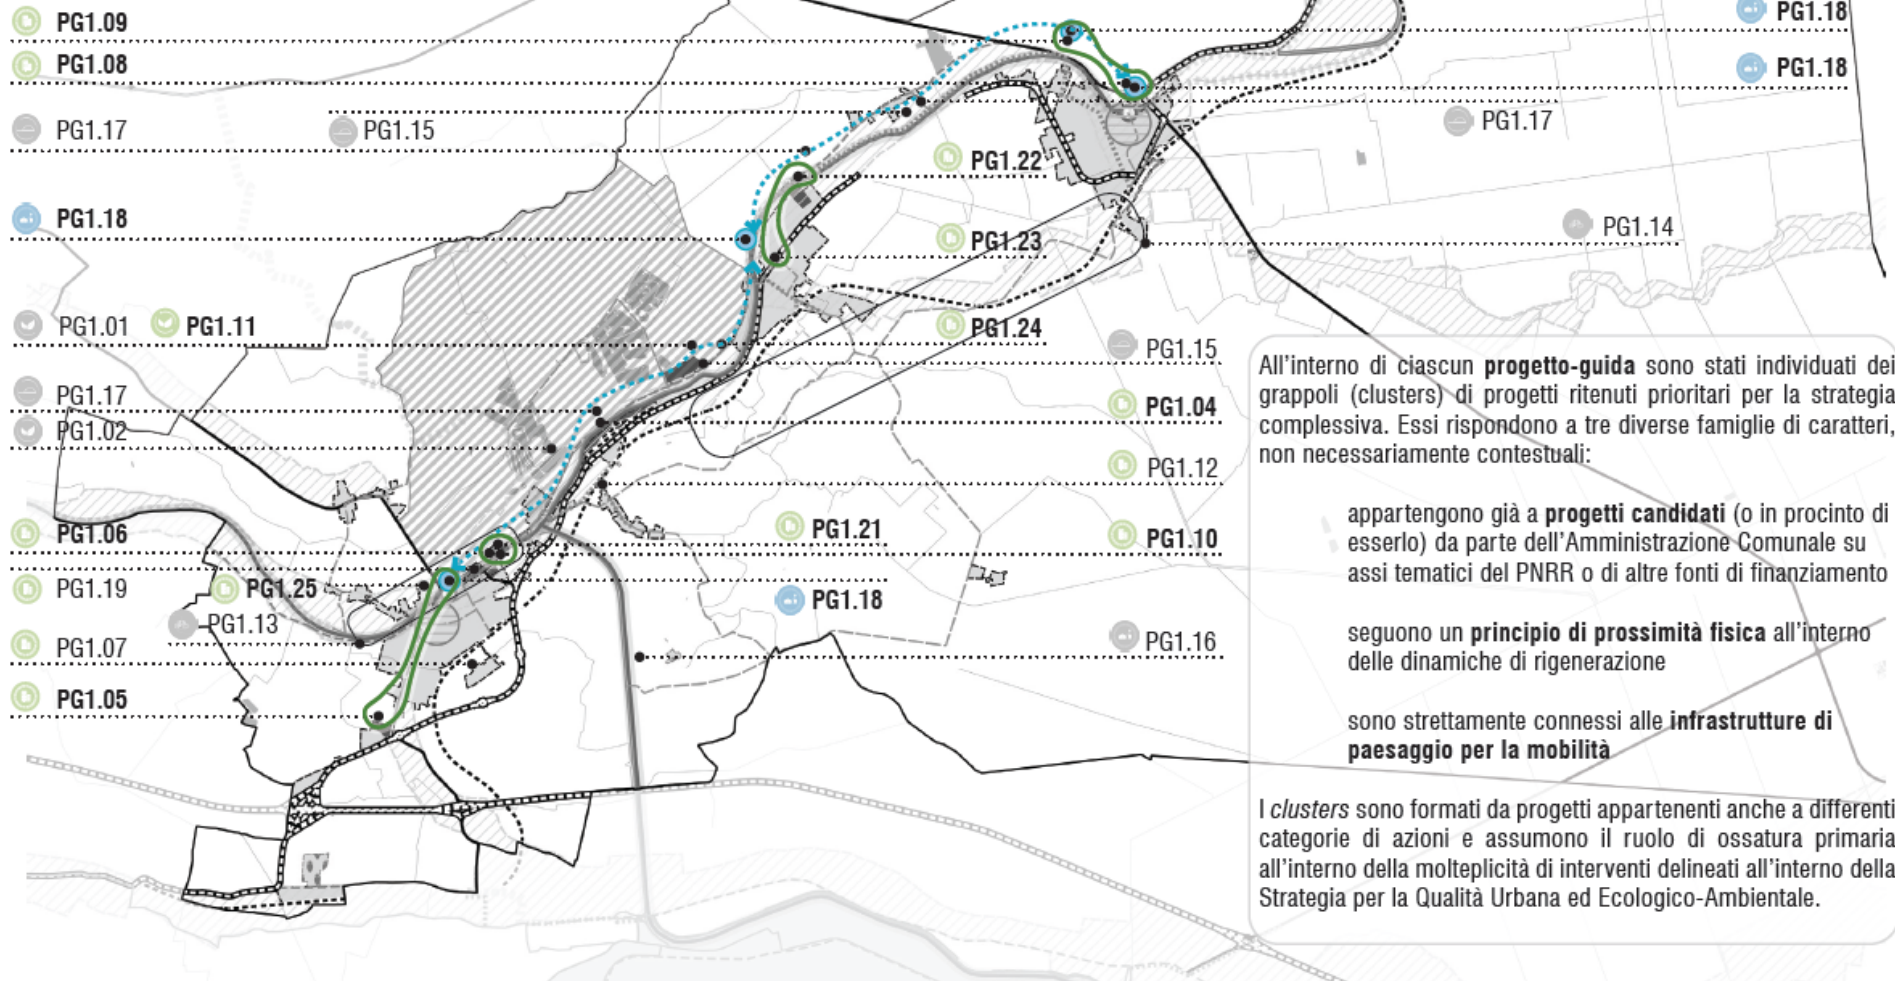 PG1.09
PG1.08
PG1.17
PG1.15
PG1.18
PG1.01
PG1.11
PG1.17
PG1.02
PG1.06
PG1.19
PG1.25
PG1.13
PG1.07
PG1.05
PG1.22
PG1.23
PG1.24
PG1.21
PG1.18
PG1.18
PG1.18
PG1.17
PG1.14
PG1.15
PG1.04
PG1.12
PG1.10
PG1.16
All'interno di ciascun progetto-guida sono stati individuati dei
grappoli (clusters) di progetti ritenuti prioritari per la strategia
complessiva. Essi rispondono a tre diverse famiglie di caratteri,
non necessariamente contestuali:
appartengono già a progetti candidati (o in procinto di
esserlo) da parte dell'Amministrazione Comunale su
assi tematici del PNRR o di altre fonti di finanziamento
seguono un principio di prossimità fisica all'interno
delle dinamiche di rigenerazione
sono strettamente connessi alle infrastrutture di
paesaggio per la mobilità
I clusters sono formati da progetti appartenenti anche a differenti
categorie di azioni e assumono il ruolo di ossatura primaria
all'interno della molteplicità di interventi delineati all'interno della
Strategia per la Qualità Urbana ed Ecologico-Ambientale.